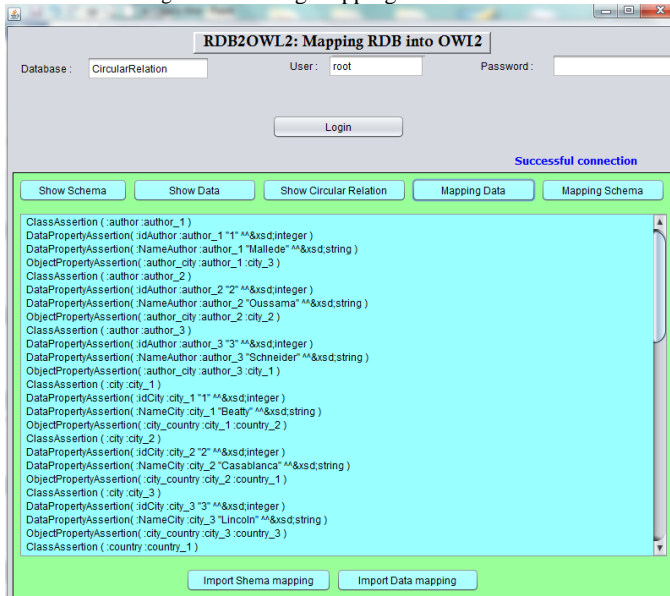 RDB2OWL2: Mapping RDB into OWL2
Database : CircularRelation User : root Password :
Login
Successful connection
Show Schema Show Data Show Circular Relation Mapping Data Mapping Schema
ClassAssertion ( :author :author_1 )
DataPropertyAssertion( :idAuthor :author_1 "1" ^^&xsd;integer )
DataPropertyAssertion( :NameAuthor :author_1 "Mallede" ^^&xsd;string )
ObjectPropertyAssertion( :author_city :author_1 :city_3 )
ClassAssertion ( :author :author_2 )
DataPropertyAssertion( :idAuthor :author_2 "2" ^^&xsd;integer )
DataPropertyAssertion( :NameAuthor :author_2 "Oussama" ^^&xsd;string )
ObjectPropertyAssertion( :author_city :author_2 :city_2 )
ClassAssertion ( :author :author_3 )
DataPropertyAssertion( :idAuthor :author_3 "3" ^^&xsd;integer )
DataPropertyAssertion( :NameAuthor :author_3 "Schneider" ^^&xsd;string )
ObjectPropertyAssertion( :author_city :author_3 :city_1 )
ClassAssertion ( :city :city_1 )
DataPropertyAssertion( :idCity :city_1 "1" ^^&xsd;integer )
DataPropertyAssertion( :NameCity :city_1 "Beatty" ^^&xsd;string )
ObjectPropertyAssertion( :city_country :city_1 :country_2 )
ClassAssertion ( :city :city_2 )
DataPropertyAssertion( :idCity :city_2 "2" ^^&xsd;integer )
DataPropertyAssertion( :NameCity :city_2 "Casablanca" ^^&xsd;string )
ObjectPropertyAssertion( :city_country :city_2 :country_1 )
ClassAssertion ( :city :city_3 )
DataPropertyAssertion( :idCity :city_3 "3" ^^&xsd;integer )
DataPropertyAssertion( :NameCity :city_3 "Lincoln" ^^&xsd;string )
ObjectPropertyAssertion( :city_country :city_3 :country_3 )
ClassAssertion ( :country :country_1 )
Import Shema mapping Import Data mapping